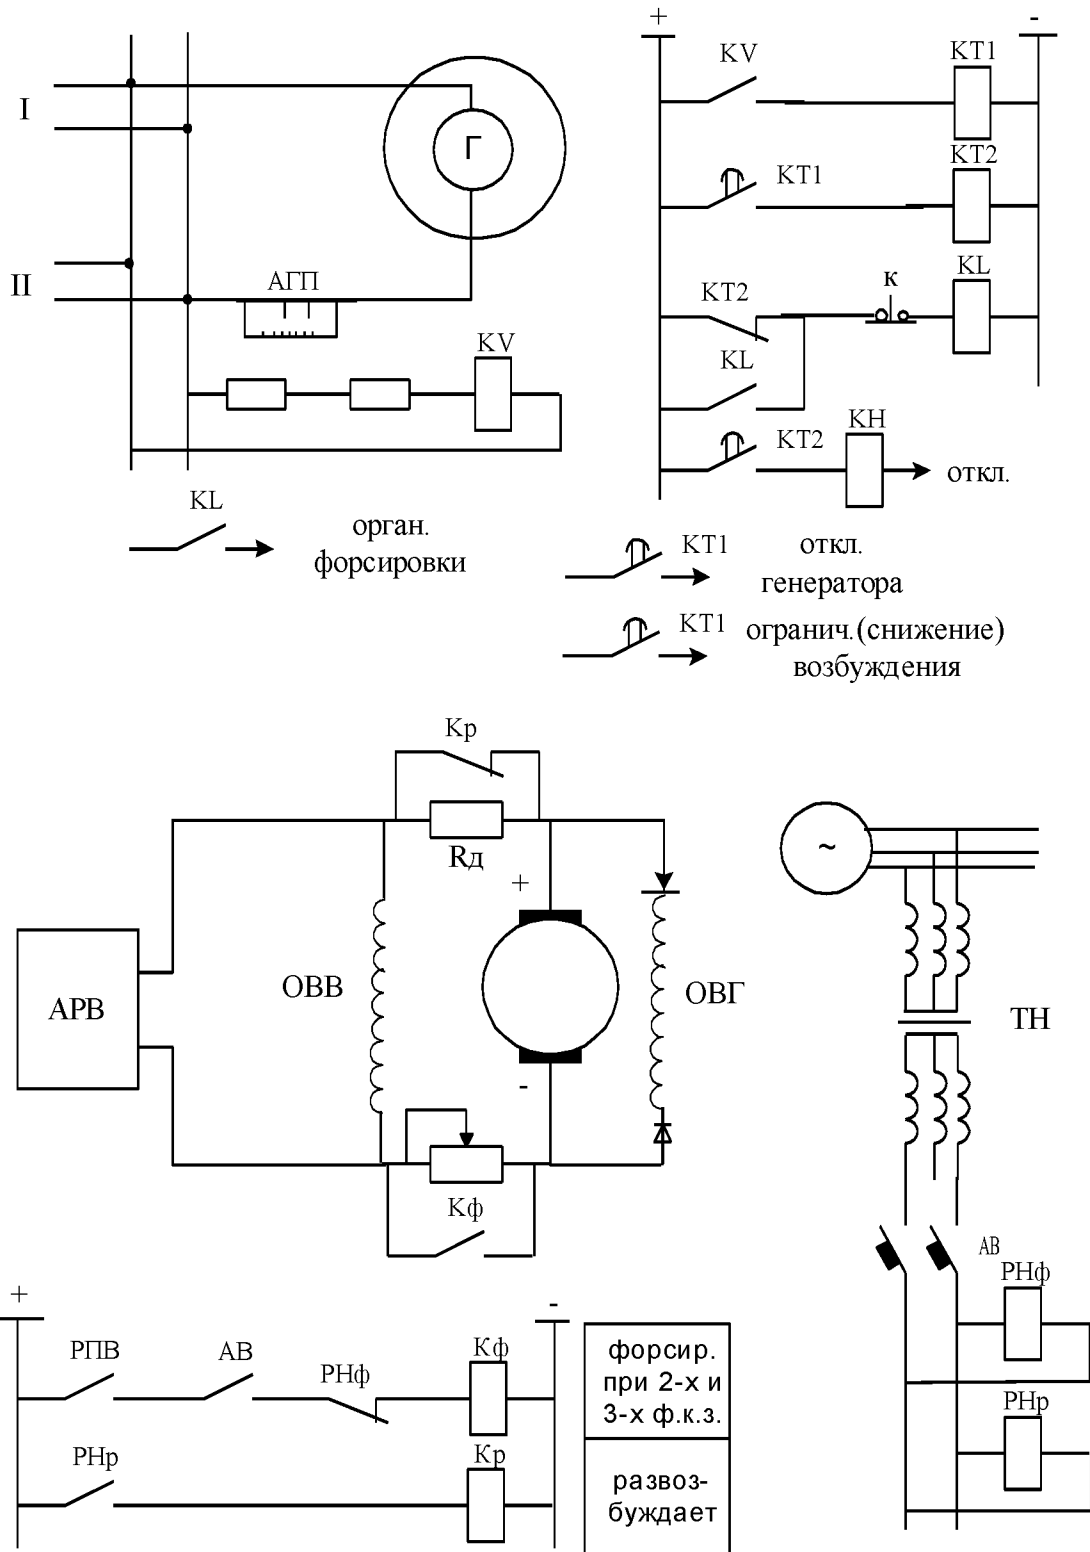 I
II
Г
АГП
KV
KL
орган.
форсировки
+
-
KV
KT1
KT1
KT2
KT2
к
KL
KL
KT2
KH
откл.
KT1
откл.
генератора
KT1
огранич.(снижение)
возбуждения
Кр
Rд
+
-
АРВ
ОВВ
ОВГ
Кф
~
ТН
АВ
РНф
РНр
+
-
РПВ
АВ
РНф
Кф
форсир.
при 2-х и
3-х ф.к.з.
РНр
Кр
развоз-
буждает